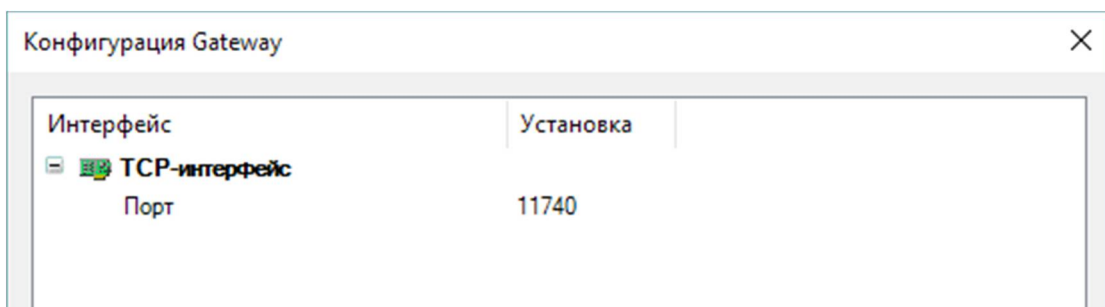 Конфигурация Gateway
Интерфейс Установка
TCP-интерфейс
Порт 11740